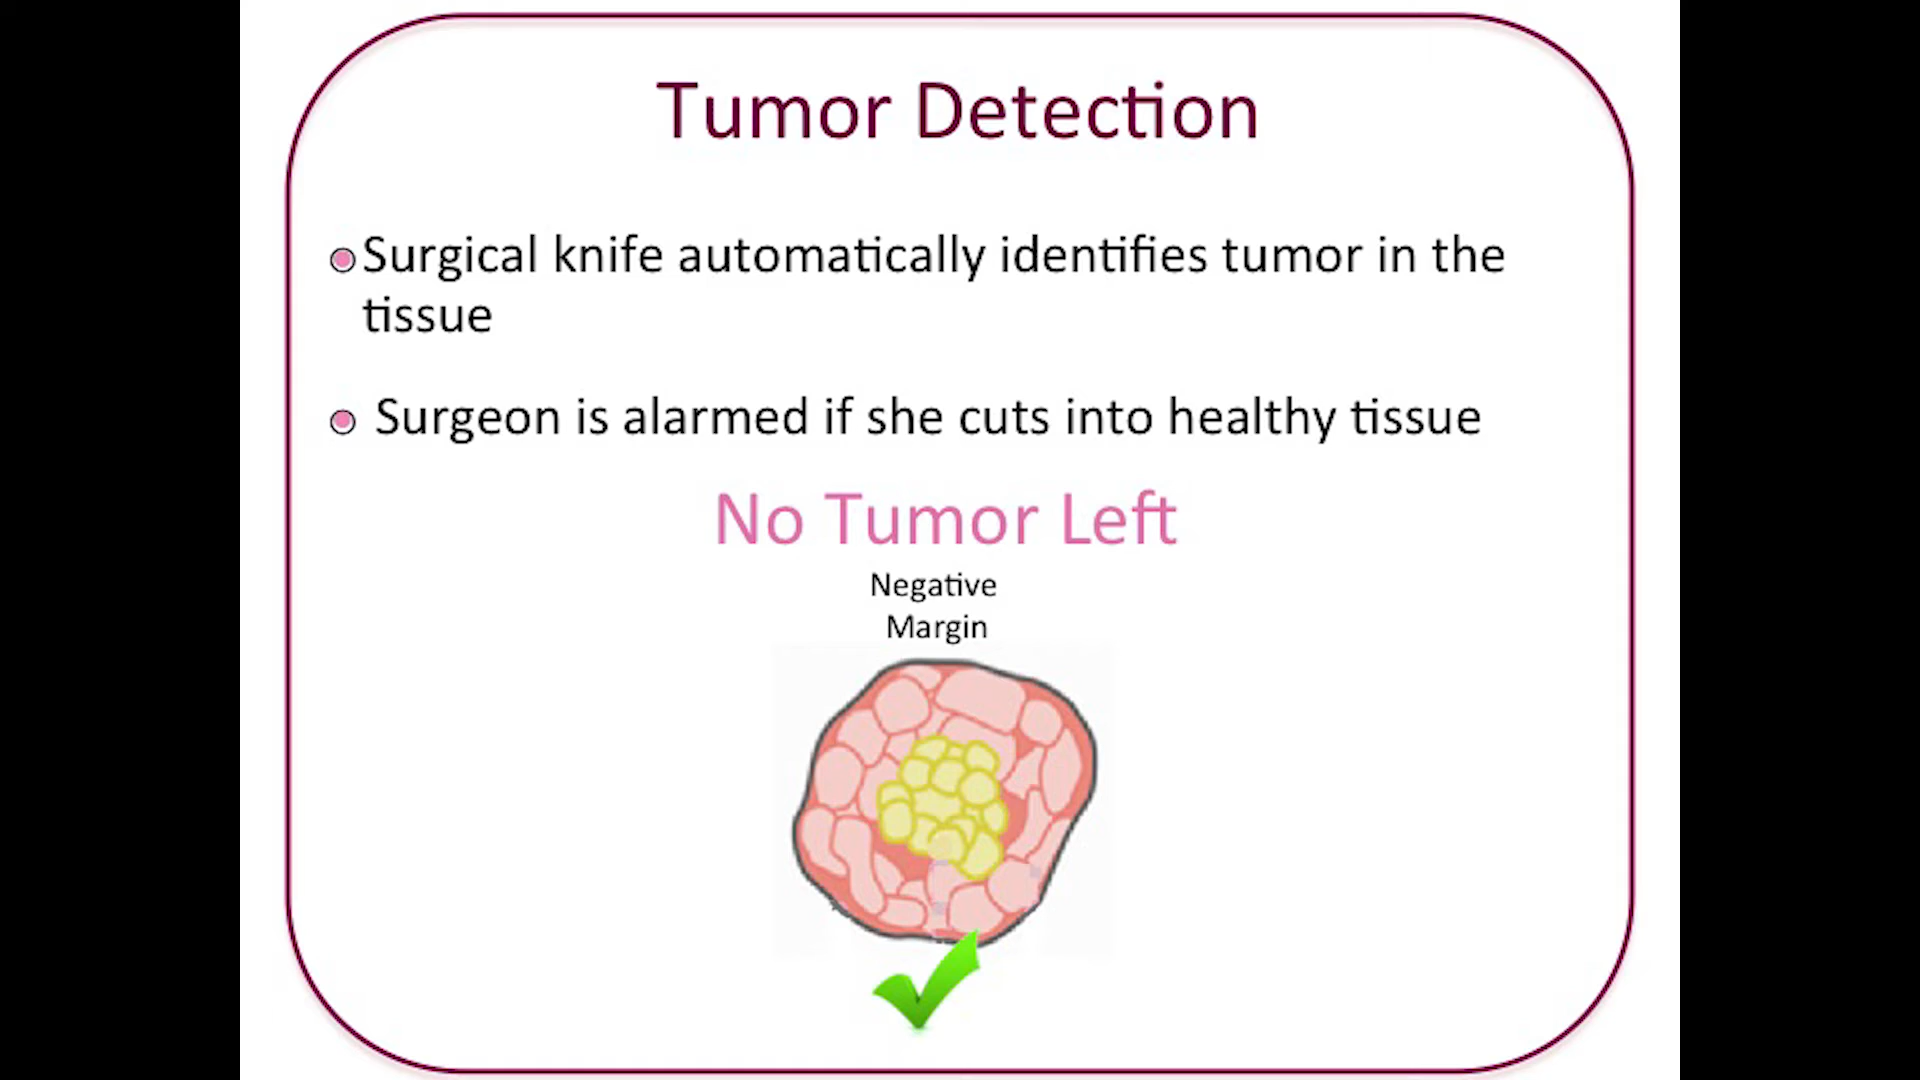 Tumor Detection
Surgical knife automatically identifies tumor in the
tissue
Surgeon is alarmed if she cuts into healthy tissue
No Tumor Left
Negative
Margin